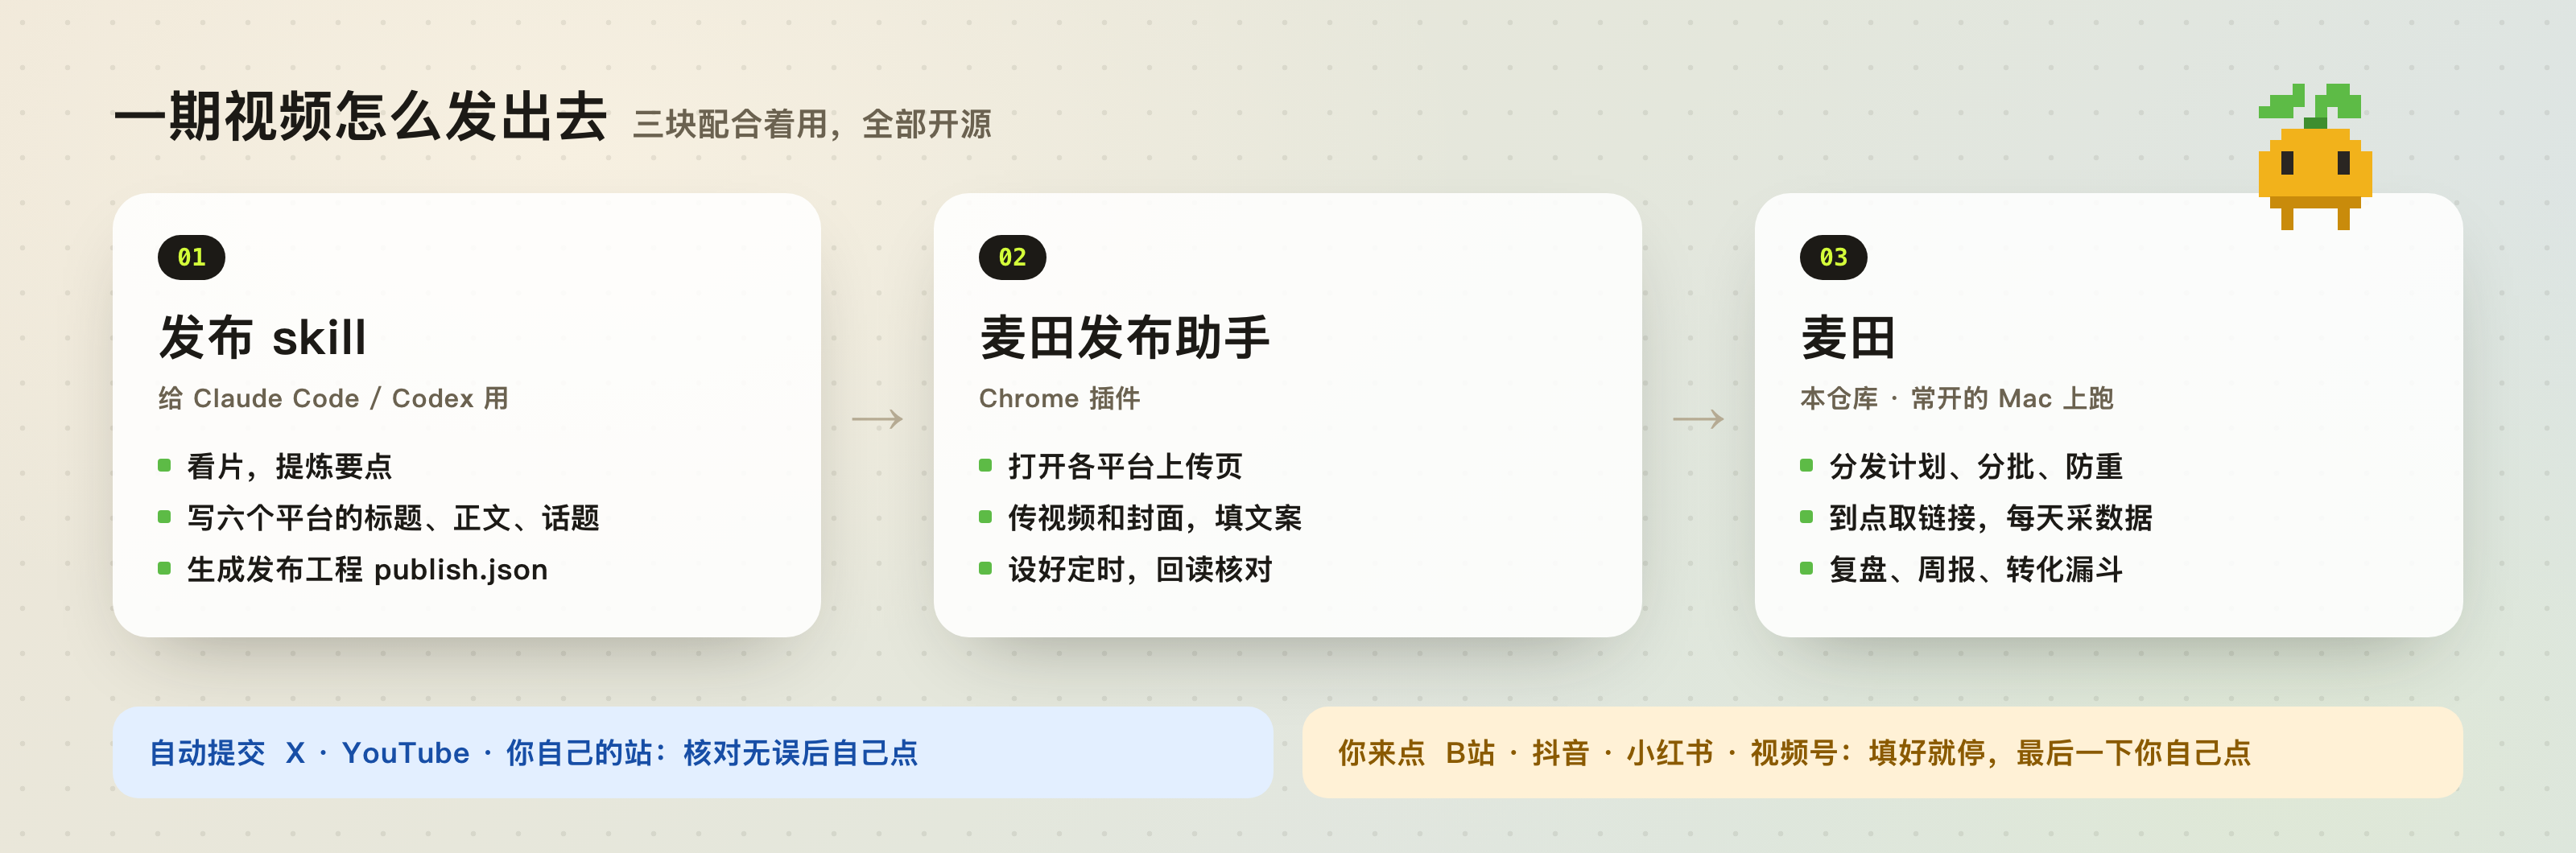 一期视频怎么发出去 三块配合着用，全部开源
01
发布 skill
给 Claude Code / Codex 用
看片，提炼要点
写六个平台的标题、正文、话题
生成发布工程 publish.json
→
02
麦田发布助手
Chrome 插件
打开各平台上传页
传视频和封面，填文案
设好定时，回读核对
→
03
麦田
本仓库 · 常开的 Mac 上跑
分发计划、分批、防重
到点取链接，每天采数据
复盘、周报、转化漏斗
自动提交 X · YouTube · 你自己的站：核对无误后自己点
你来点 B站 · 抖音 · 小红书 · 视频号：填好就停，最后一下你自己点